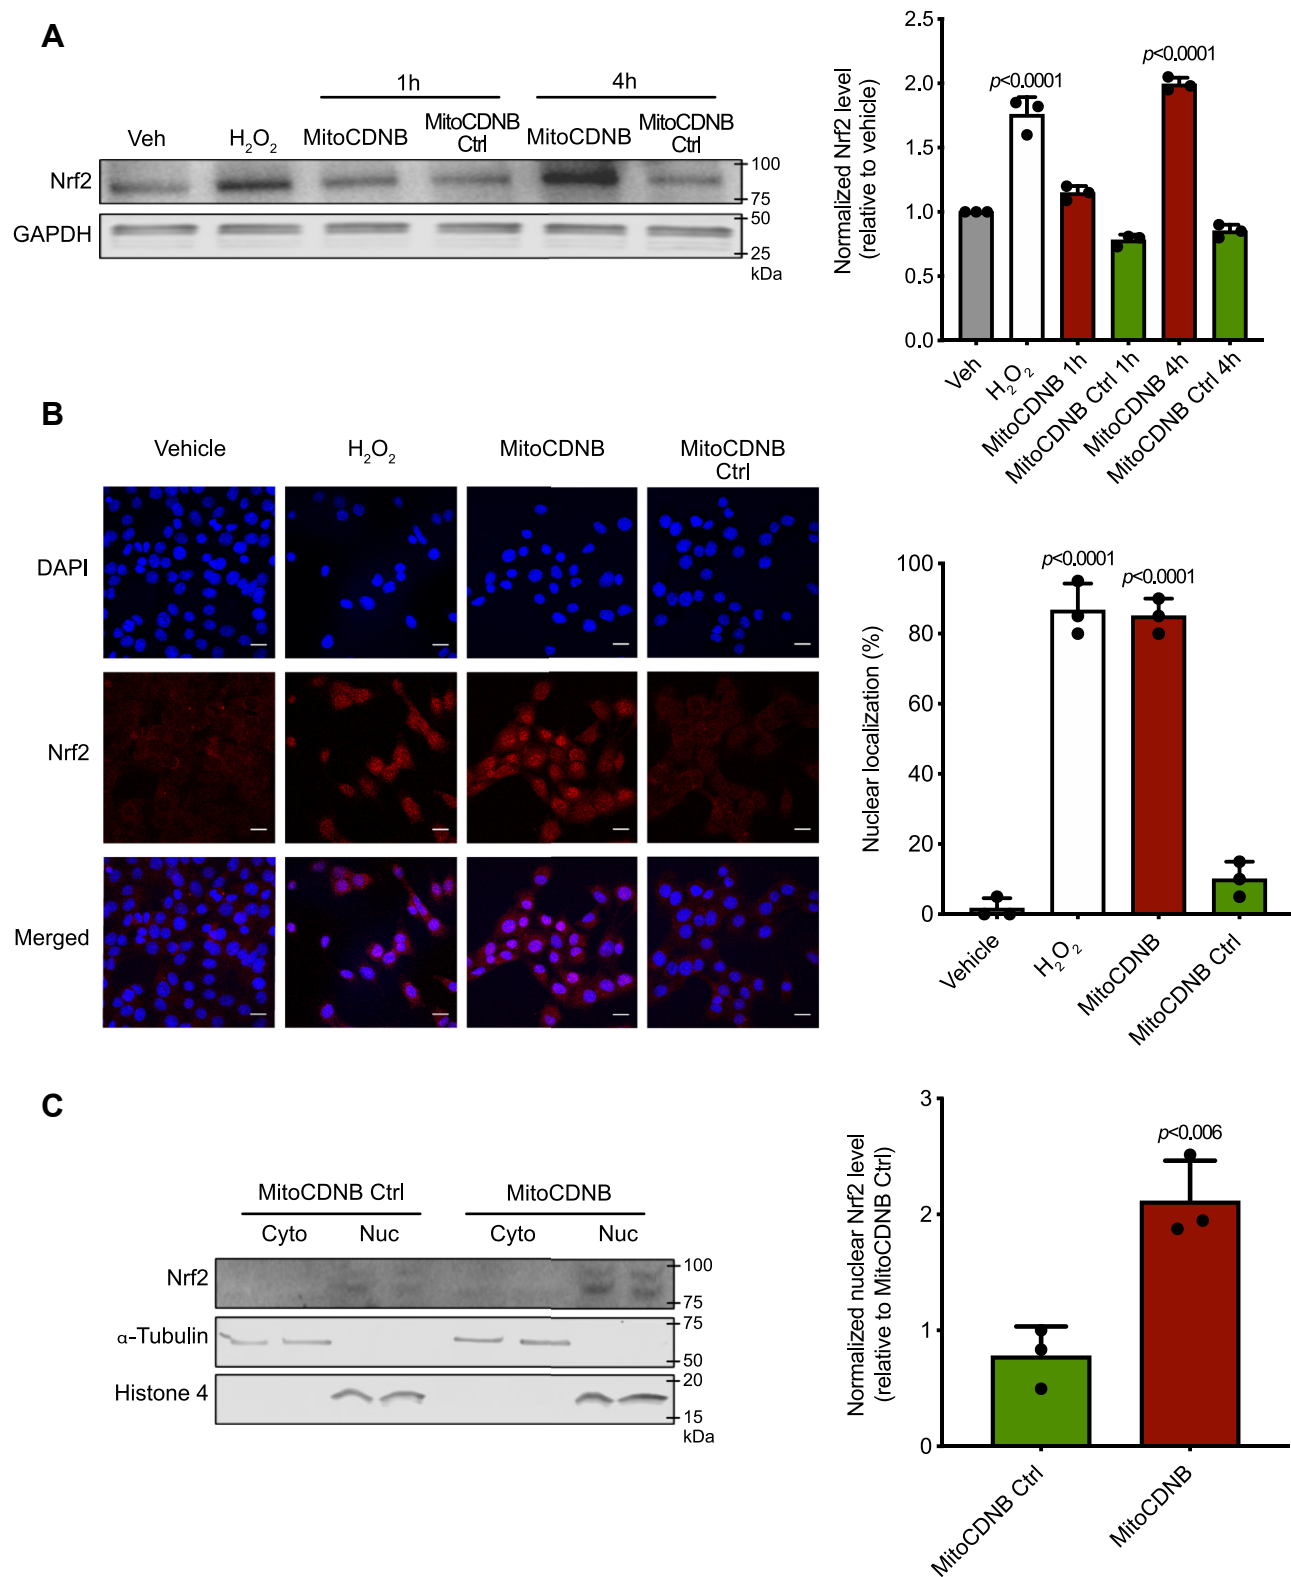 A
1h
4h
Veh
H₂O₂
MitoCDNB
MitoCDNB
Ctrl
MitoCDNB
MitoCDNB
Ctrl
Nrf2
100
75
GAPDH
50
25
kDa
Normalized Nrf2 level
(relative to vehicle)
2.5
2.0
1.5
1.0
0.5
0.0
p<0.0001
p<0.0001
Veh
H₂O₂
MitoCDNB 1h
MitoCDNB Ctrl 1h
MitoCDNB 4h
MitoCDNB Ctrl 4h
B
Vehicle
H₂O₂
MitoCDNB
MitoCDNB
Ctrl
DAPI
Nrf2
Merged
Nuclear localization (%)
100
80
60
40
20
0
p<0.0001
p<0.0001
Vehicle
H₂O₂
MitoCDNB
MitoCDNB Ctrl
C
MitoCDNB Ctrl
MitoCDNB
Cyto
Nuc
Cyto
Nuc
Nrf2
100
75
α-Tubulin
75
50
Histone 4
20
15
kDa
Normalized nuclear Nrf2 level
(relative to MitoCDNB Ctrl)
3
2
1
0
p<0.006
MitoCDNB Ctrl
MitoCDNB